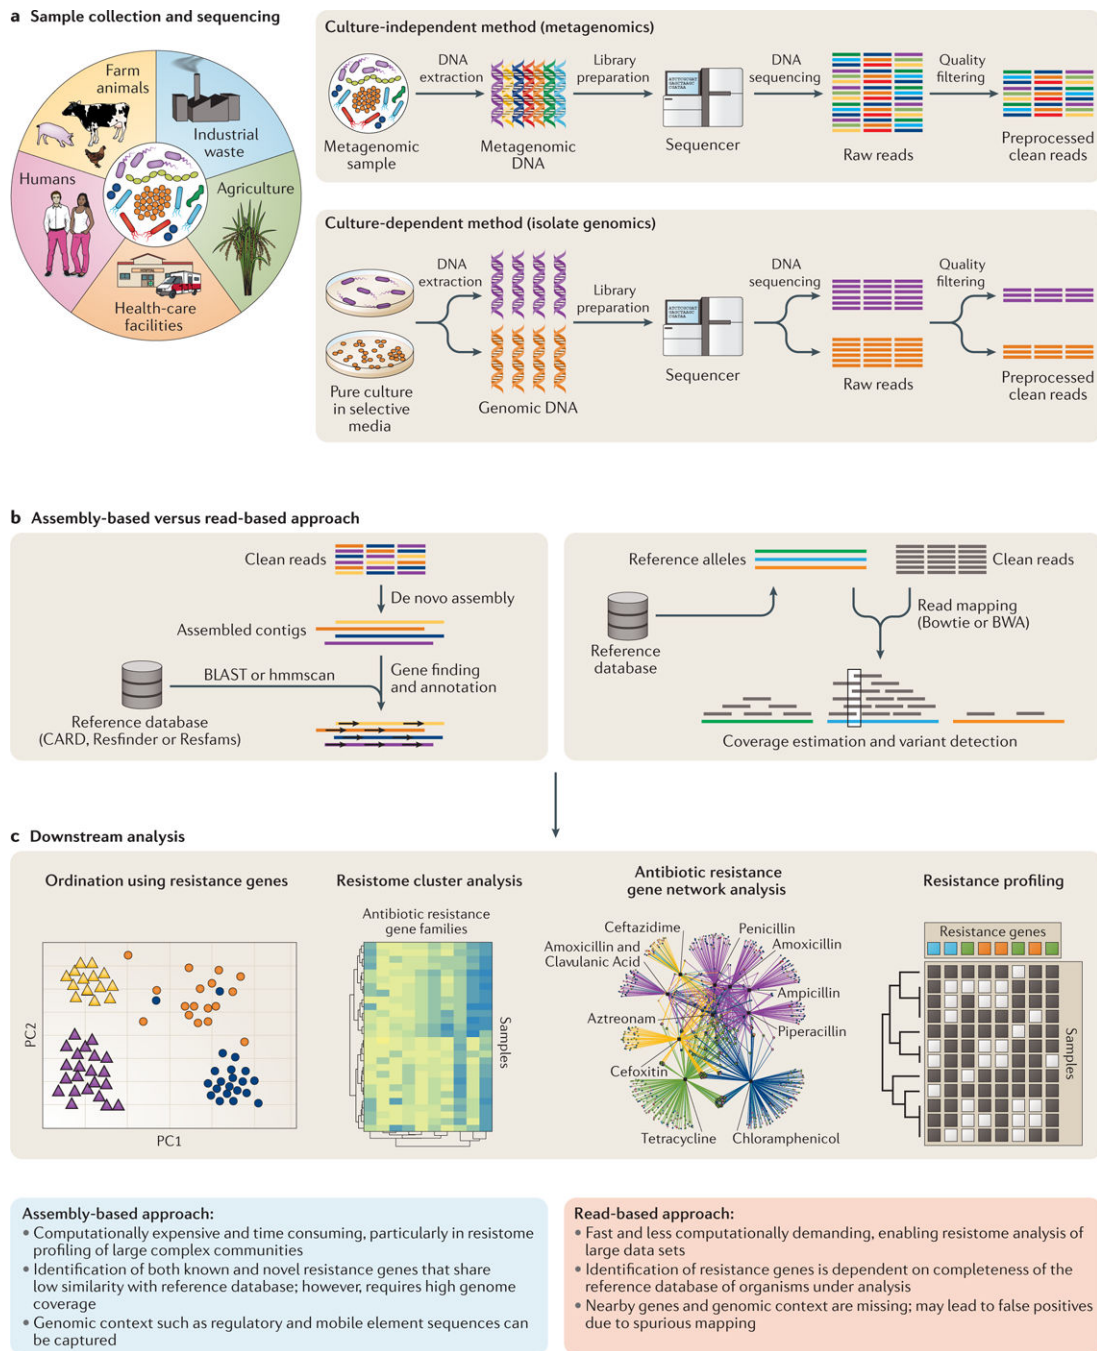 a Sample collection and sequencing
Farm
animals
Industrial
waste
Humans
Agriculture
Health-care
facilities
Culture-independent method (metagenomics)
DNA
extraction
Library
preparation
DNA
sequencing
Quality
filtering
Metagenomic
sample
Metagenomic
DNA
Sequencer
Raw reads
Preprocessed
clean reads
Culture-dependent method (isolate genomics)
DNA
extraction
Library
preparation
DNA
sequencing
Quality
filtering
Pure culture
in selective
media
Genomic DNA
Sequencer
Raw reads
Preprocessed
clean reads
b Assembly-based versus read-based approach
Clean reads
De novo assembly
Assembled contigs
BLAST or hmmscan
Gene finding
and annotation
Reference database
(CARD, Resfinder or Resfams)
Reference alleles
Clean reads
Read mapping
(Bowtie or BWA)
Reference
database
Coverage estimation and variant detection
c Downstream analysis
Ordination using resistance genes
PC2
PC1
Resistome cluster analysis
Antibiotic resistance
gene families
Samples
Antibiotic resistance
gene network analysis
Ceftazidime
Penicillin
Amoxicillin and
Clavulanic Acid
Amoxicillin
Ampicillin
Aztreonam
Piperacillin
Cefoxitin
Tetracycline
Chloramphenicol
Resistance profiling
Resistance genes
Samples
Assembly-based approach:
• Computationally expensive and time consuming, particularly in resistome
profiling of large complex communities
• Identification of both known and novel resistance genes that share
low similarity with reference database; however, requires high genome
coverage
• Genomic context such as regulatory and mobile element sequences can
be captured
Read-based approach:
• Fast and less computationally demanding, enabling resistome analysis of
large data sets
• Identification of resistance genes is dependent on completeness of the
reference database of organisms under analysis
• Nearby genes and genomic context are missing; may lead to false positives
due to spurious mapping